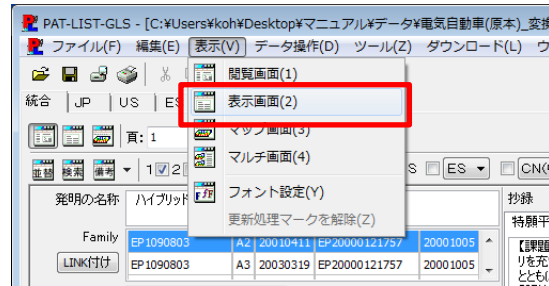 PAT-LIST-GLS - [C:¥Users¥koh¥Desktop¥マニュアル¥データ¥電気自動車(原本)_変換
ファイル(F) 編集(E) 表示(V) データ操作(D) ツール(Z) ダウンロード(L)
閲覧画面(1)
統合 JP US
表示画面(2)
頁: 1
マップ画面(3)
マルチ画面(4)
並替 検索 備考 1 2 ES CN(
発明の名称 ハイブリッド フォント設定(Y) 抄録
更新処理マークを解除(Z) 特願平
Family EP1090803 A2 20010411 EP20000121757 20001005 【課題
LINK付け EP1090803 A3 20030319 EP20000121757 20001005 りを充
ととも